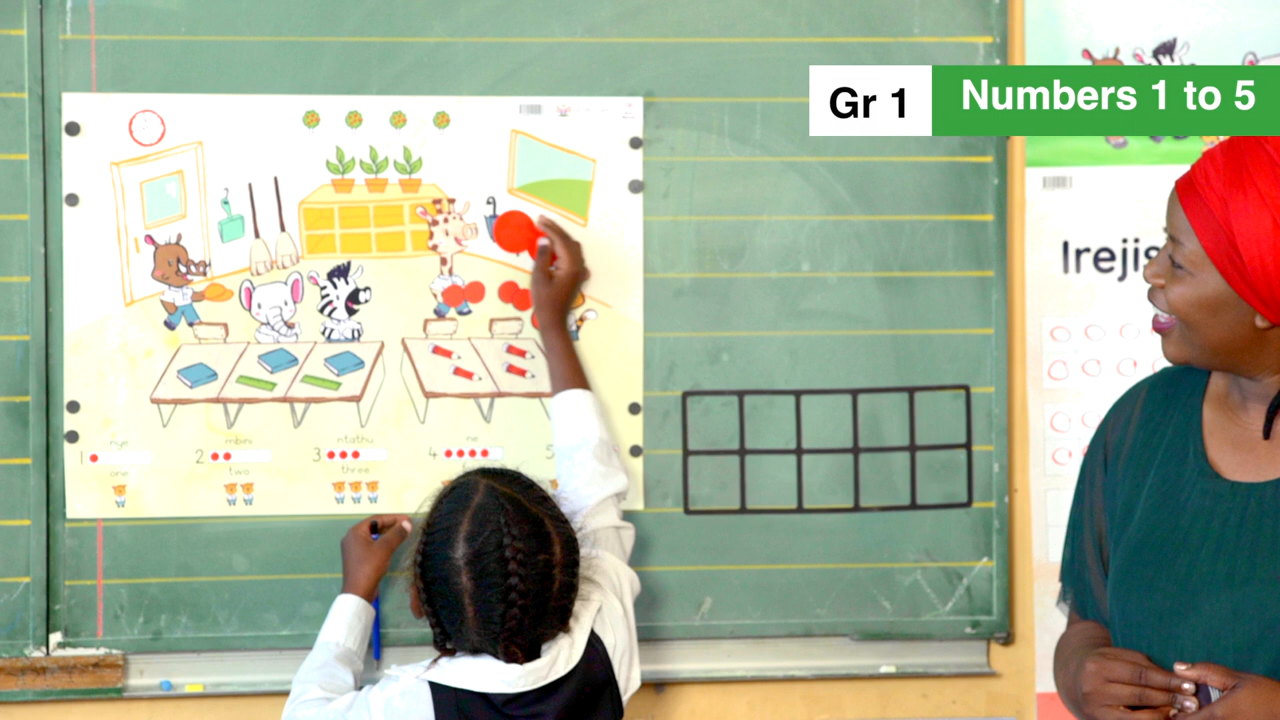 Gr 1
Numbers 1 to 5
Irejis
nye
mbini
ntathu
ne
1
2
3
4
5
one
two
three